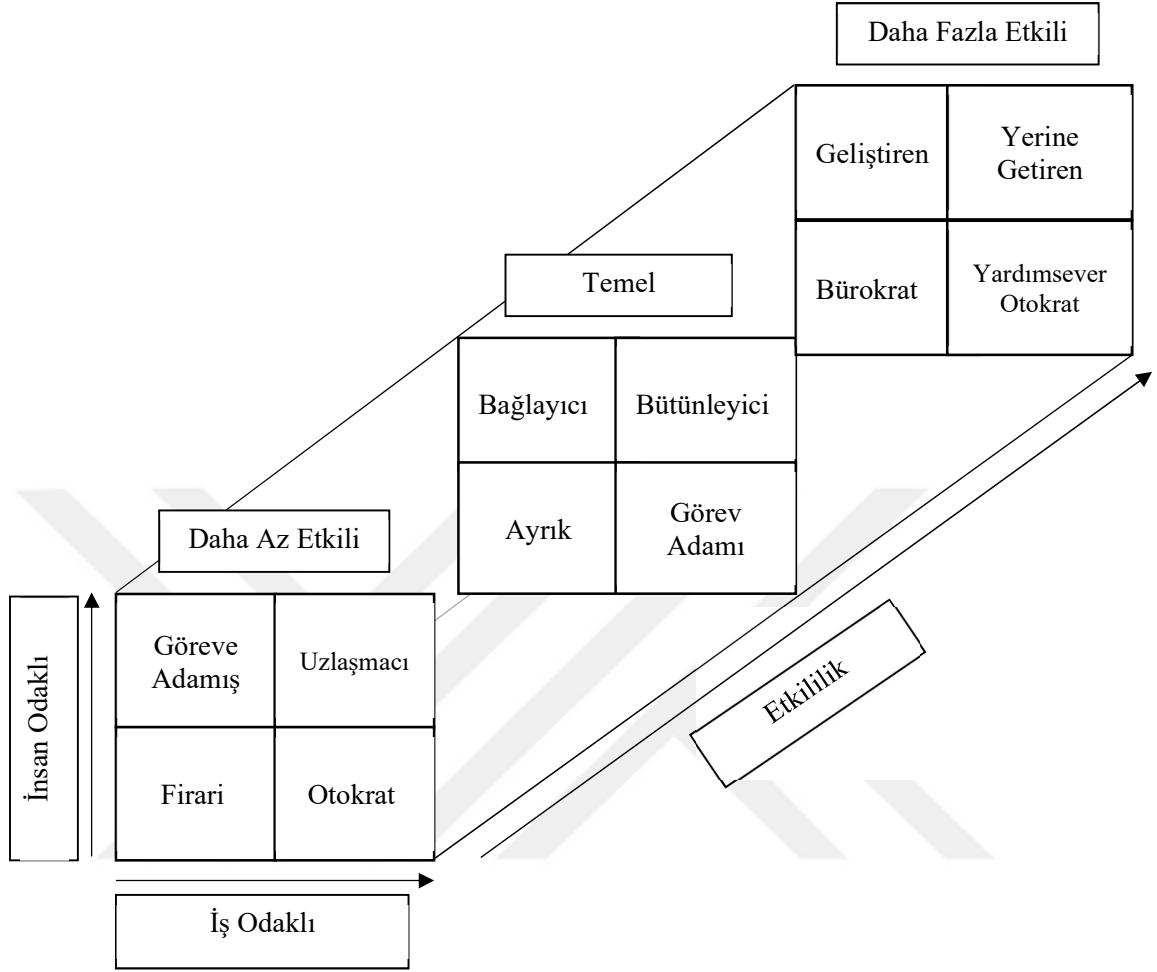 Daha Fazla Etkili
Geliştiren
Yerine
Getiren
Bürokrat
Yardımsever
Otokrat
Temel
Bağlayıcı
Bütünleyici
Ayrık
Görev
Adamı
Daha Az Etkili
Göreve
Adamış
Uzlaşmacı
Firari
Otokrat
İnsan Odaklı
İş Odaklı
Etkililik